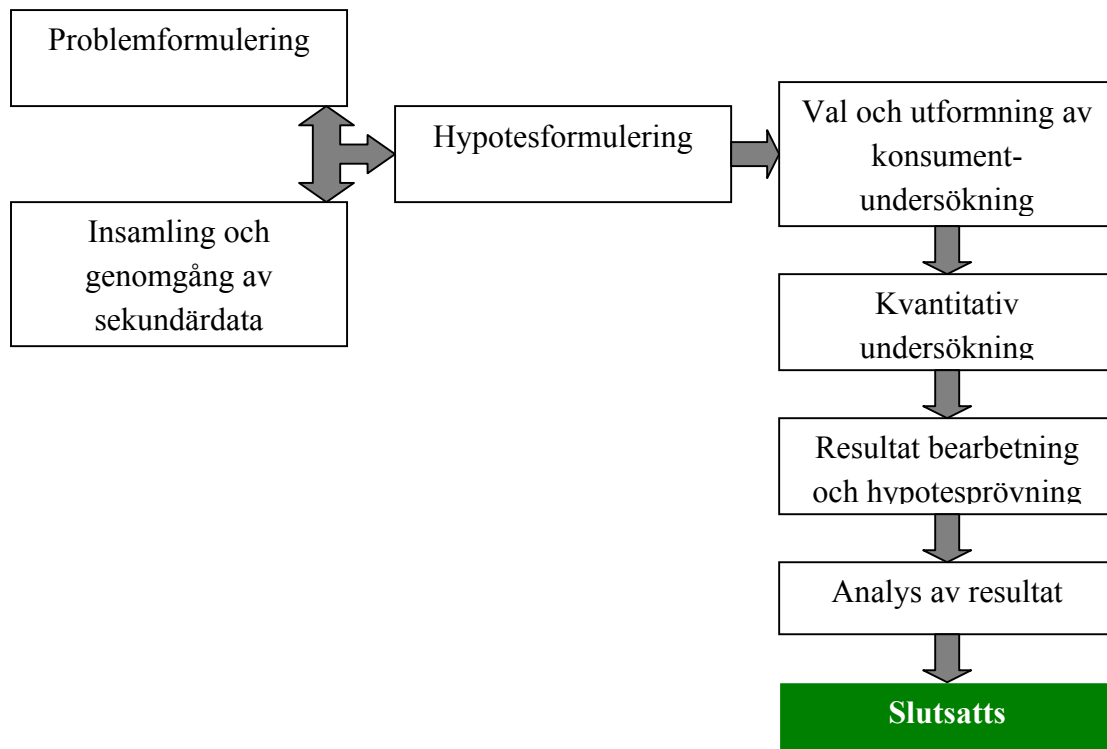 Problemformulering
Insamling och
genomgång av
sekundärdata
Hypotesformulering
Val och utformning av
konsument-
undersökning
Kvantitativ
undersökning
Resultat bearbetning
och hypotesprövning
Analys av resultat
Slutsatts